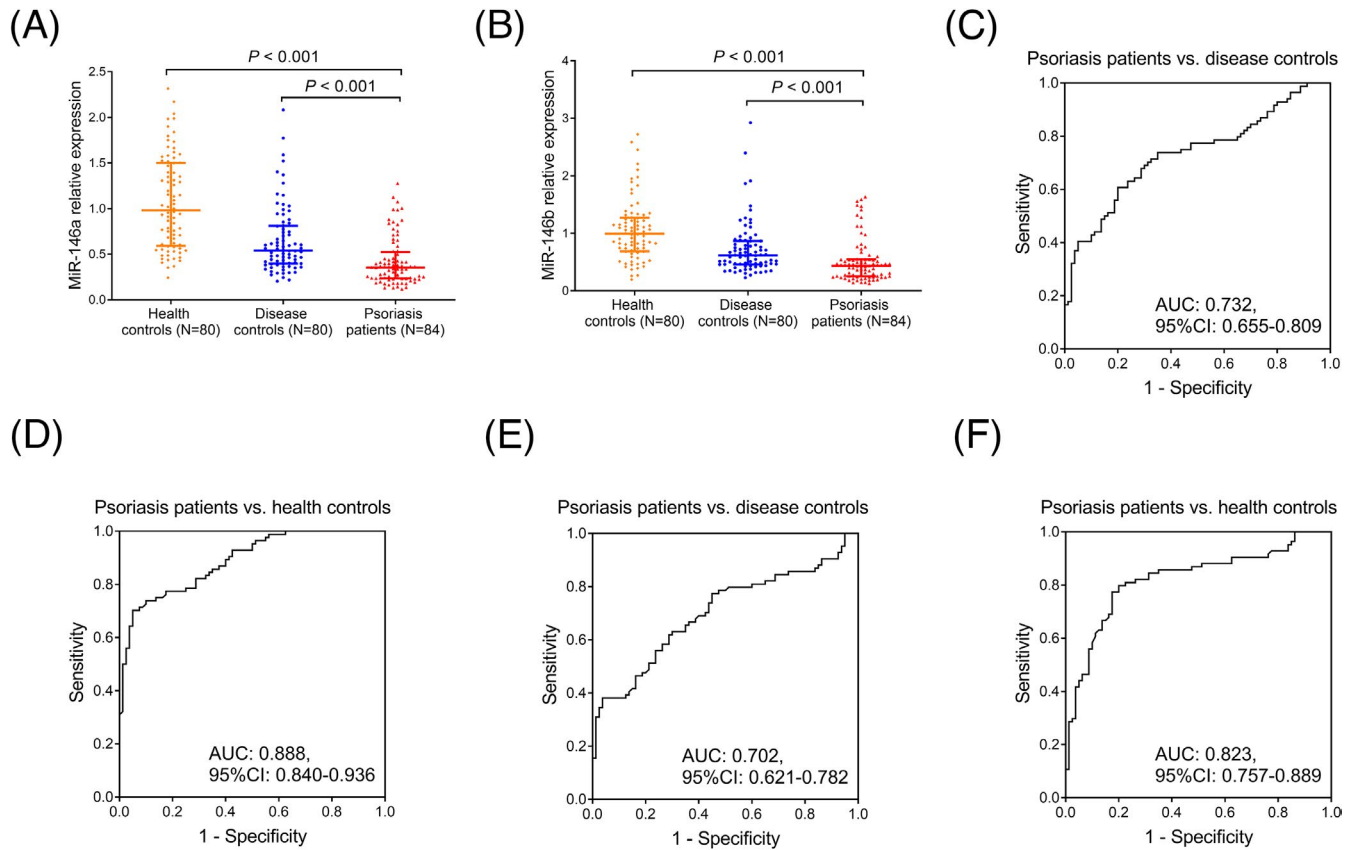 (A)
P < 0.001
P < 0.001
MiR-146a relative expression
2.5
2.0
1.5
1.0
0.5
0.0
Health
controls (N=80)
Disease
controls (N=80)
Psoriasis
patients (N=84)
(B)
P < 0.001
P < 0.001
MiR-146b relative expression
4
3
2
1
0
Health
controls (N=80)
Disease
controls (N=80)
Psoriasis
patients (N=84)
(C)
Psoriasis patients vs. disease controls
Sensitivity
1.0
0.8
0.6
0.4
0.2
0.0
AUC: 0.732,
95%CI: 0.655-0.809
0.0 0.2 0.4 0.6 0.8 1.0
1 - Specificity
(D)
Psoriasis patients vs. health controls
Sensitivity
1.0
0.8
0.6
0.4
0.2
0.0
AUC: 0.888,
95%CI: 0.840-0.936
0.0 0.2 0.4 0.6 0.8 1.0
1 - Specificity
(E)
Psoriasis patients vs. disease controls
Sensitivity
1.0
0.8
0.6
0.4
0.2
0.0
AUC: 0.702,
95%CI: 0.621-0.782
0.0 0.2 0.4 0.6 0.8 1.0
1 - Specificity
(F)
Psoriasis patients vs. health controls
Sensitivity
1.0
0.8
0.6
0.4
0.2
0.0
AUC: 0.823,
95%CI: 0.757-0.889
0.0 0.2 0.4 0.6 0.8 1.0
1 - Specificity